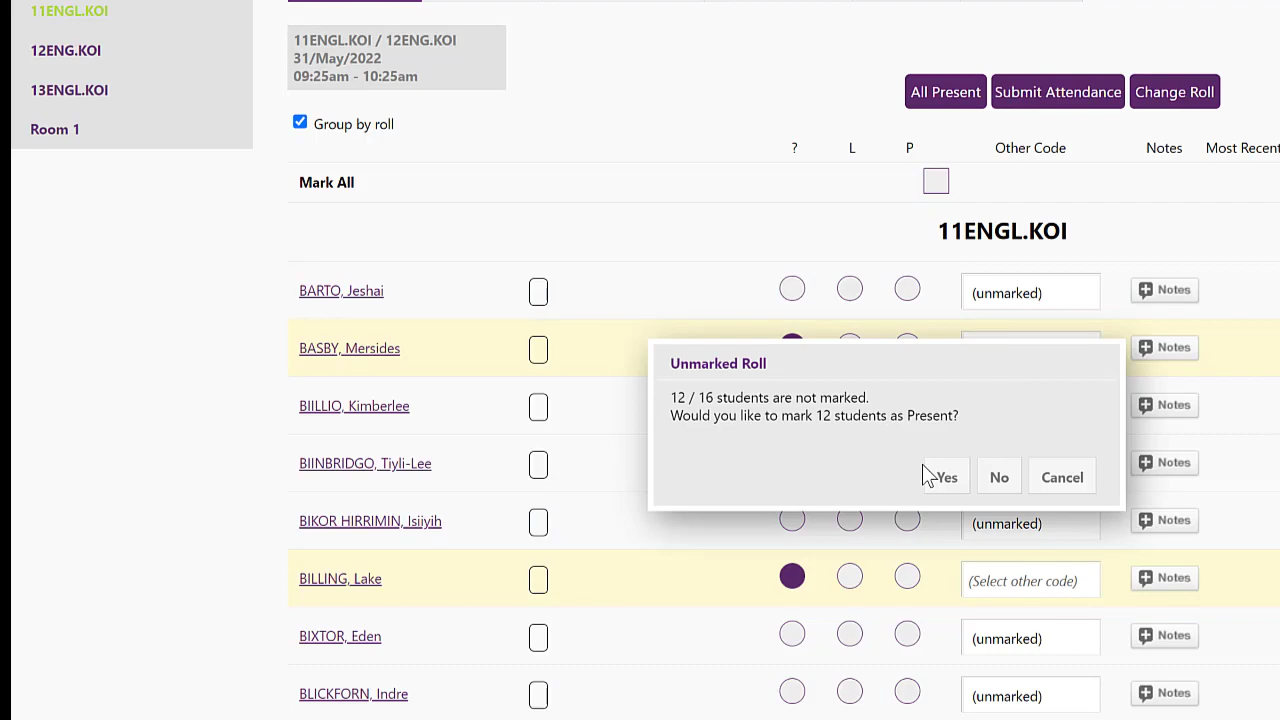 11ENGL.KOI
12ENG.KOI
13ENGL.KOI
Room 1
11ENGL.KOI / 12ENG.KOI
31/May/2022
09:25am - 10:25am
All Present Submit Attendance Change Roll
Group by roll
? L P Other Code Notes Most Recent
Mark All
11ENGL.KOI
BARTO, Jeshai (unmarked) Notes
BASBY, Mersides Notes
Unmarked Roll
12 / 16 students are not marked.
Would you like to mark 12 students as Present?
Yes No Cancel
BIILLIO, Kimberlee Notes
BIINBRIDGO, Tiyli-Lee Notes
BIKOR HIRRIMIN, Isiiyih (unmarked) Notes
BILLING, Lake (Select other code) Notes
BIXTOR, Eden (unmarked) Notes
BLICKFORN, Indre (unmarked) Notes